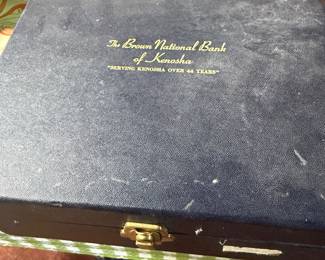 The Brown National Bank
of Kenosha
"SERVING KENOSHA OVER 44 YEARS"